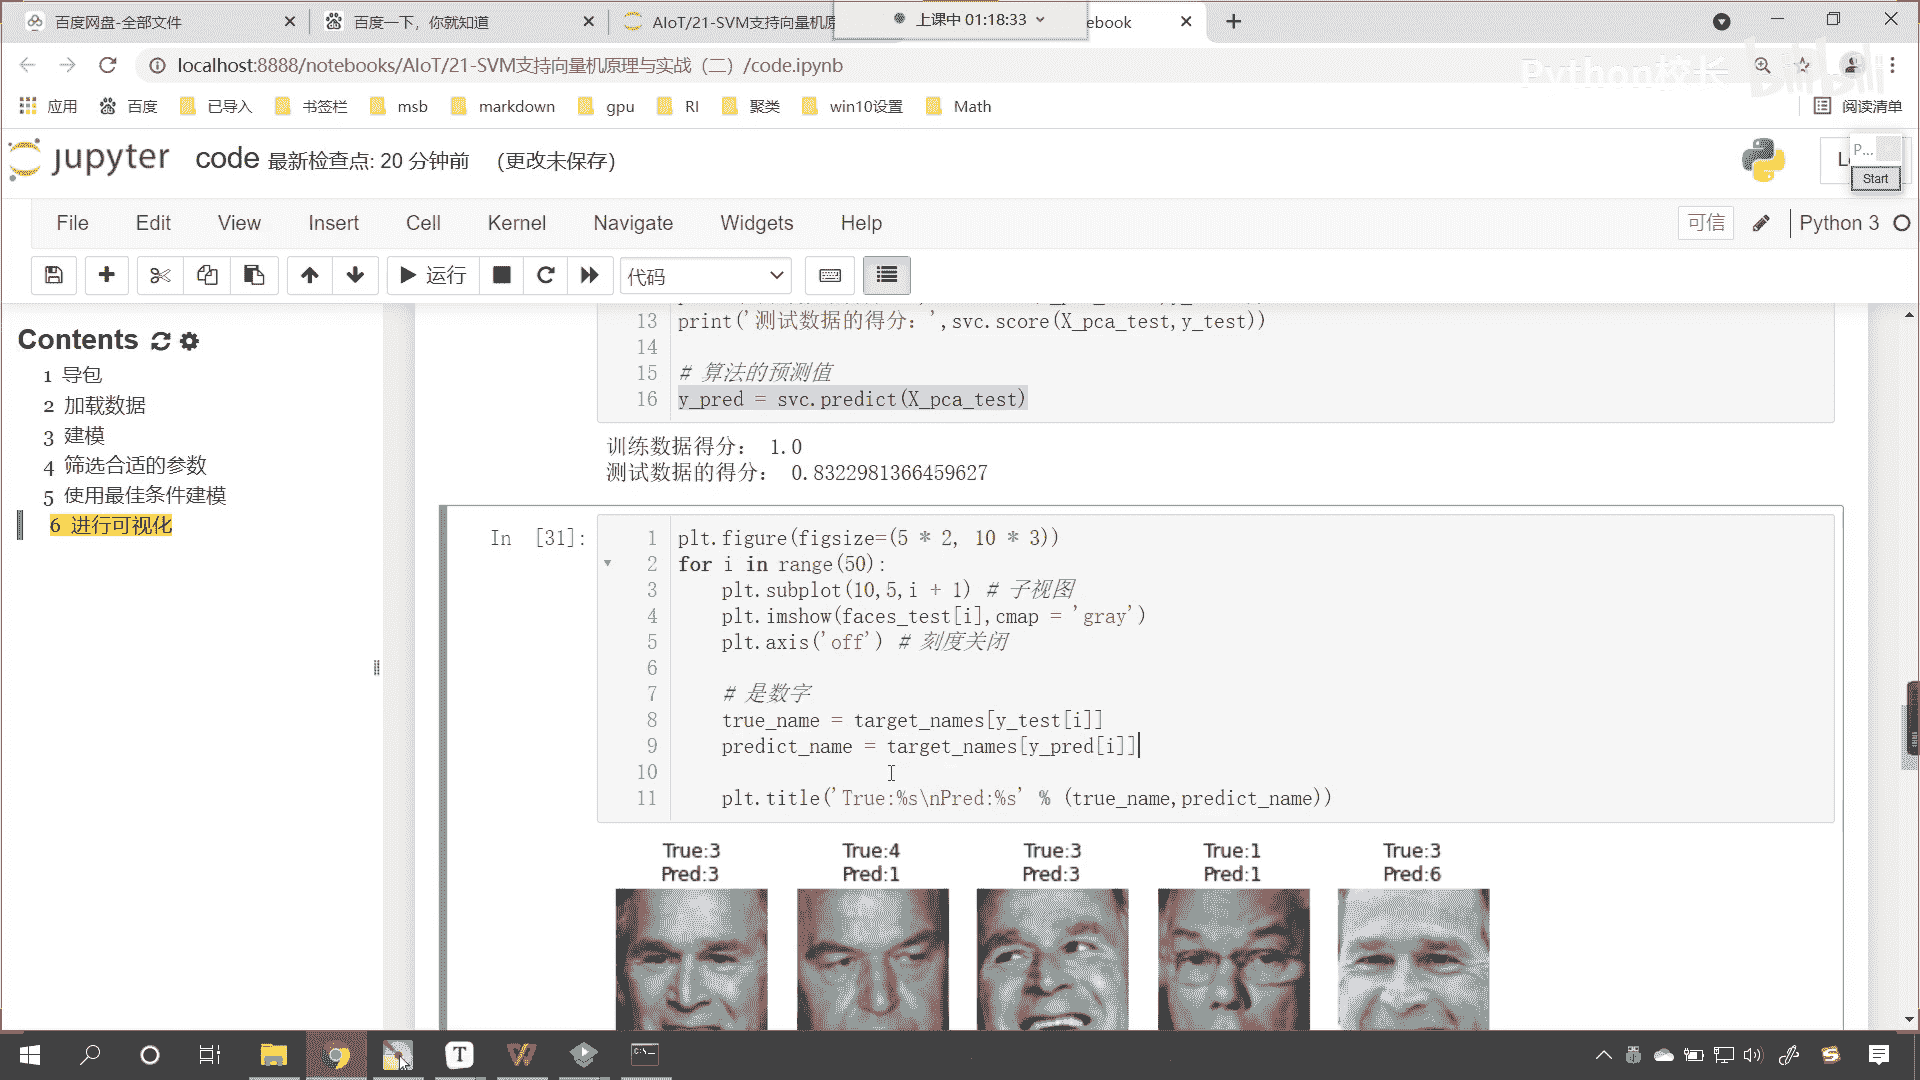 百度网盘-全部文件
百度一下，你就知道
AIoT/21-SVM支持向量机原
上课中 01:18:33
ebook
localhost:8888/notebooks/AIoT/21-SVM支持向量机原理与实战（二）/code.ipynb
Python校长
bilibili
应用
百度
已导入
书签栏
msb
markdown
gpu
RI
聚类
win10设置
Math
阅读清单
jupyter
code 最新检查点: 20 分钟前 (更改未保存)
P...
Start
File Edit View Insert Cell Kernel Navigate Widgets Help
可信
Python 3
运行
代码
Contents
1 导包
2 加载数据
3 建模
4 筛选合适的参数
5 使用最佳条件建模
6 进行可视化
13 print('测试数据的得分：',svc.score(X_pca_test,y_test))
14
15 # 算法的预测值
16 y_pred = svc.predict(X_pca_test)
训练数据得分： 1.0
测试数据的得分： 0.8322981366459627
In [31]:
1 plt.figure(figsize=(5 * 2, 10 * 3))
2 for i in range(50):
3 plt.subplot(10,5,i + 1) # 子视图
4 plt.imshow(faces_test[i],cmap = 'gray')
5 plt.axis('off') # 刻度关闭
6
7 # 是数字
8 true_name = target_names[y_test[i]]
9 predict_name = target_names[y_pred[i]]
10
11 plt.title('True:%s\nPred:%s' % (true_name,predict_name))
True:3 True:4 True:3 True:1 True:3
Pred:3 Pred:1 Pred:3 Pred:1 Pred:6